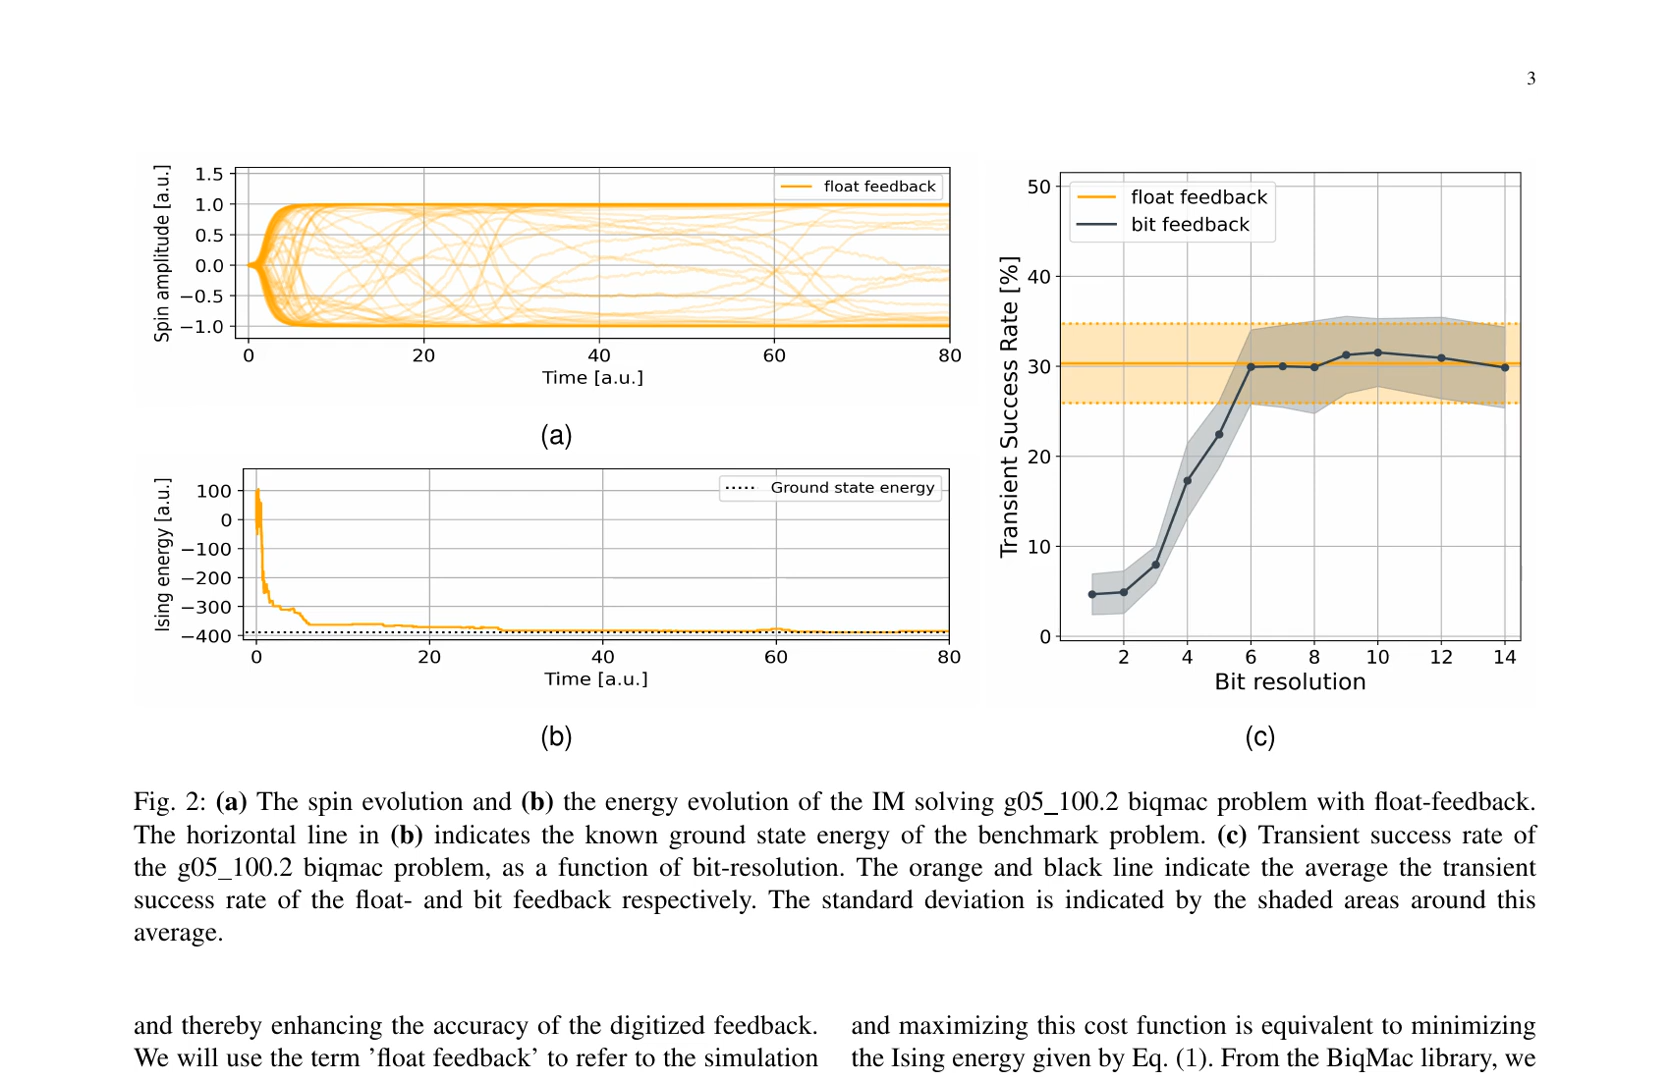 3
Spin amplitude [a.u.]
1.5
1.0
0.5
0.0
−0.5
−1.0
float feedback
0 20 40 60 80
Time [a.u.]
(a)
Ising energy [a.u.]
100
0
−100
−200
−300
−400
Ground state energy
0 20 40 60 80
Time [a.u.]
(b)
Transient Success Rate [%]
50
40
30
20
10
0
float feedback
bit feedback
2 4 6 8 10 12 14
Bit resolution
(c)
Fig. 2: (a) The spin evolution and (b) the energy evolution of the IM solving g05_100.2 biqmac problem with float-feedback.
The horizontal line in (b) indicates the known ground state energy of the benchmark problem. (c) Transient success rate of
the g05_100.2 biqmac problem, as a function of bit-resolution. The orange and black line indicate the average the transient
success rate of the float- and bit feedback respectively. The standard deviation is indicated by the shaded areas around this
average.
and thereby enhancing the accuracy of the digitized feedback.
We will use the term ’float feedback’ to refer to the simulation
and maximizing this cost function is equivalent to minimizing
the Ising energy given by Eq. (1). From the BiqMac library, we